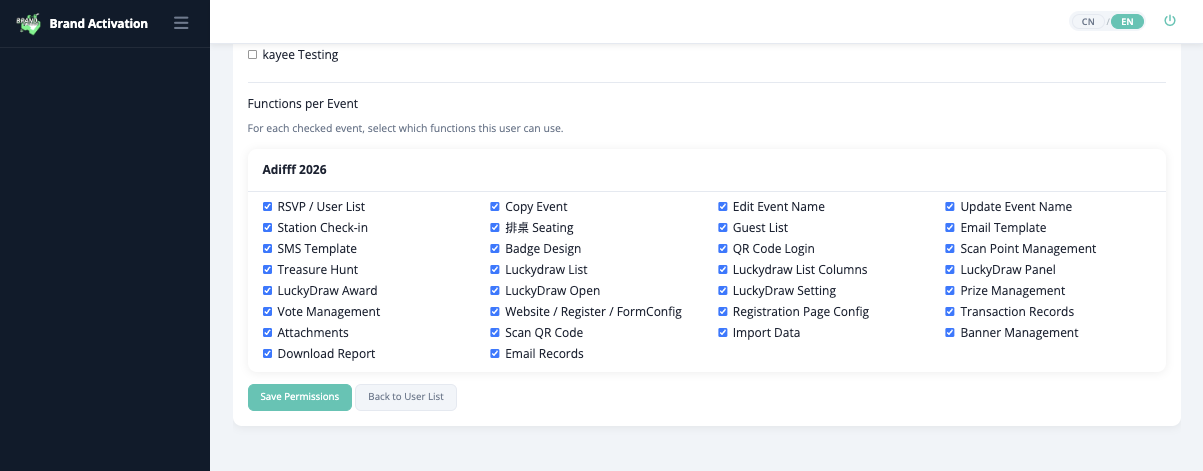 Brand Activation
CN / EN
kayee Testing
Functions per Event
For each checked event, select which functions this user can use.
Adifff 2026
RSVP / User List Copy Event Edit Event Name Update Event Name
Station Check-in 排桌 Seating Guest List Email Template
SMS Template Badge Design QR Code Login Scan Point Management
Treasure Hunt Luckydraw List Luckydraw List Columns LuckyDraw Panel
LuckyDraw Award LuckyDraw Open LuckyDraw Setting Prize Management
Vote Management Website / Register / FormConfig Registration Page Config Transaction Records
Attachments Scan QR Code Import Data Banner Management
Download Report Email Records
Save Permissions Back to User List